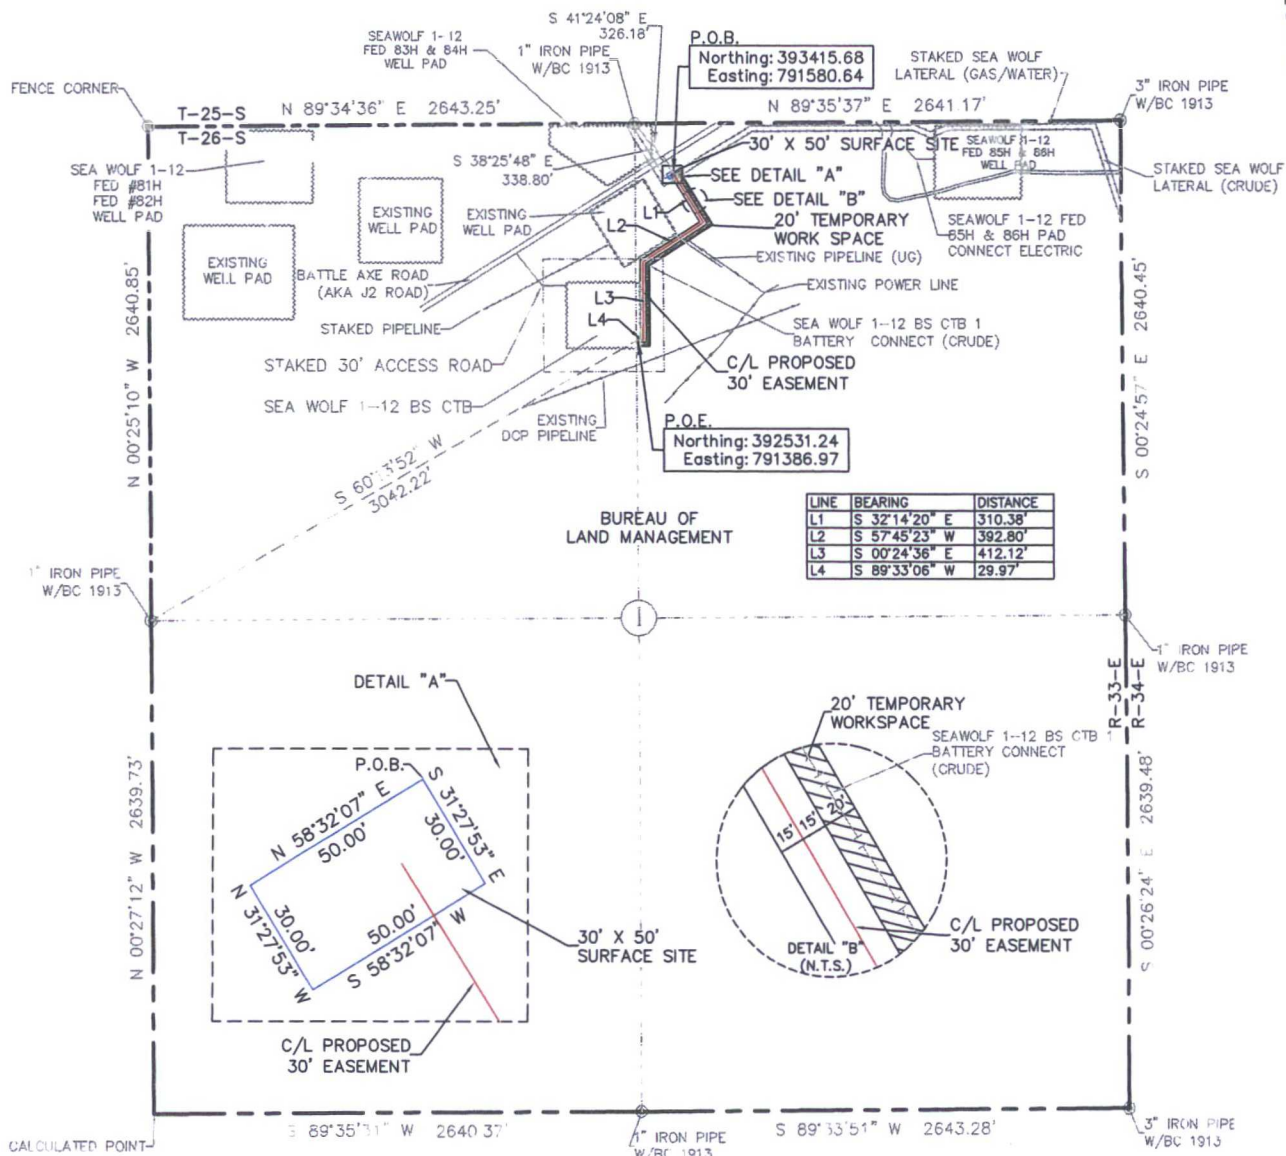 S 41°24'08" E
326.18'
SEAWOLF 1-12
FED 83H & 84H
WELL PAD
1" IRON PIPE
W/BC 1913
P.O.B.
Northing: 393415.68
Easting: 791580.64
STAKED SEA WOLF
LATERAL (GAS/WATER)
3" IRON PIPE
W/BC 1913
FENCE CORNER
T-25-S
T-26-S
N 89°34'36" E 2643.25'
N 89°35'37" E 2641.17'
SEA WOLF 1-12
FED #81H
FED #82H
WELL PAD
S 38°25'48" E
338.80'
30' X 50' SURFACE SITE
SEE DETAIL "A"
SEE DETAIL "B"
20' TEMPORARY
WORK SPACE
SEAWOLF 1-12
FED 85H & 86H
WELL PAD
STAKED SEA WOLF
LATERAL (CRUDE)
EXISTING
WELL PAD
EXISTING
WELL PAD
EXISTING
WELL PAD
L1
L2
L3
L4
SEAWOLF 1-12 FED
85H & 86H PAD
CONNECT ELECTRIC
EXISTING PIPELINE (UG)
BATTLE AXE ROAD
(AKA J2 ROAD)
EXISTING POWER LINE
STAKED PIPELINE
SEA WOLF 1-12 BS CTB 1
BATTERY CONNECT (CRUDE)
STAKED 30' ACCESS ROAD
C/L PROPOSED
30' EASEMENT
SEA WOLF 1-12 BS CTB
EXISTING
DCP PIPELINE
P.O.E.
Northing: 392531.24
Easting: 791386.97
N 00°25'10" W 2640.85'
S 00°24'57" E 2640.45'
S 60°13'52" W
3042.22'
BUREAU OF
LAND MANAGEMENT
LINE BEARING DISTANCE
L1 S 32°14'20" E 310.38'
L2 S 57°45'23" W 392.80'
L3 S 00°24'36" E 412.12'
L4 S 89°33'06" W 29.97'
1" IRON PIPE
W/BC 1913
1
1" IRON PIPE
W/BC 1913
R-33-E
R-34-E
DETAIL "A"
P.O.B.
N 58°32'07" E
50.00'
S 31°27'53" E
30.00'
N 31°27'53" W
30.00'
50.00'
S 58°32'07" W
30' X 50'
SURFACE SITE
C/L PROPOSED
30' EASEMENT
20' TEMPORARY
WORKSPACE
SEAWOLF 1-12 BS CTB 1
BATTERY CONNECT
(CRUDE)
15' 15' 20'
C/L PROPOSED
30' EASEMENT
DETAIL "B"
(N.T.S.)
N 00°27'12" W 2639.73'
S 00°26'24" E 2639.48'
CALCULATED POINT
S 89°35'31" W 2640.37'
1" IRON PIPE
W/BC 1913
S 89°33'51" W 2643.28'
3" IRON PIPE
W/BC 1913